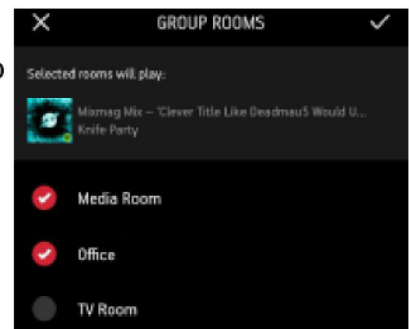 GROUP ROOMS
Selected rooms will play:
Mixmag Mix – 'Clever Title Like Deadmau5 Would U...
Knife Party
Media Room
Office
TV Room